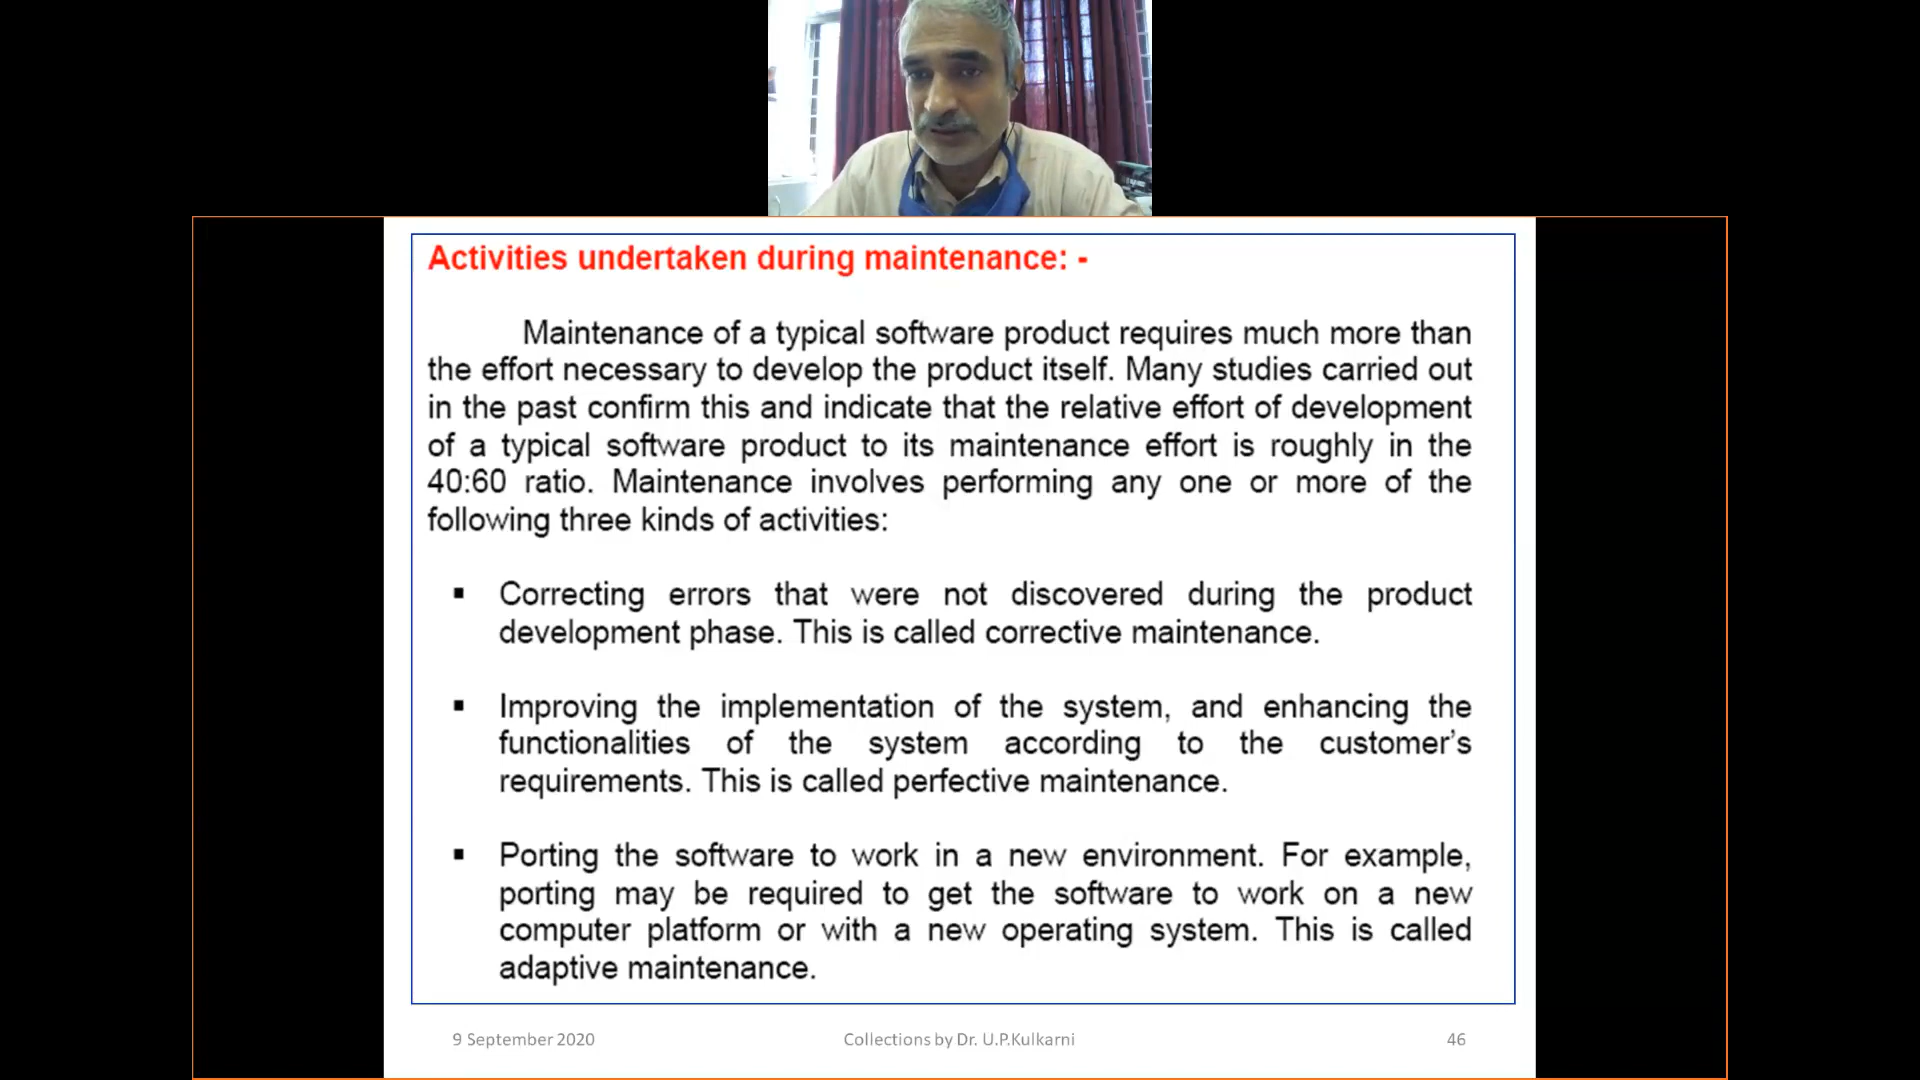 Activities undertaken during maintenance: -
Maintenance of a typical software product requires much more than
the effort necessary to develop the product itself. Many studies carried out
in the past confirm this and indicate that the relative effort of development
of a typical software product to its maintenance effort is roughly in the
40:60 ratio. Maintenance involves performing any one or more of the
following three kinds of activities:
▪ Correcting errors that were not discovered during the product
development phase. This is called corrective maintenance.
▪ Improving the implementation of the system, and enhancing the
functionalities of the system according to the customer's
requirements. This is called perfective maintenance.
▪ Porting the software to work in a new environment. For example,
porting may be required to get the software to work on a new
computer platform or with a new operating system. This is called
adaptive maintenance.
9 September 2020 Collections by Dr. U.P.Kulkarni 46